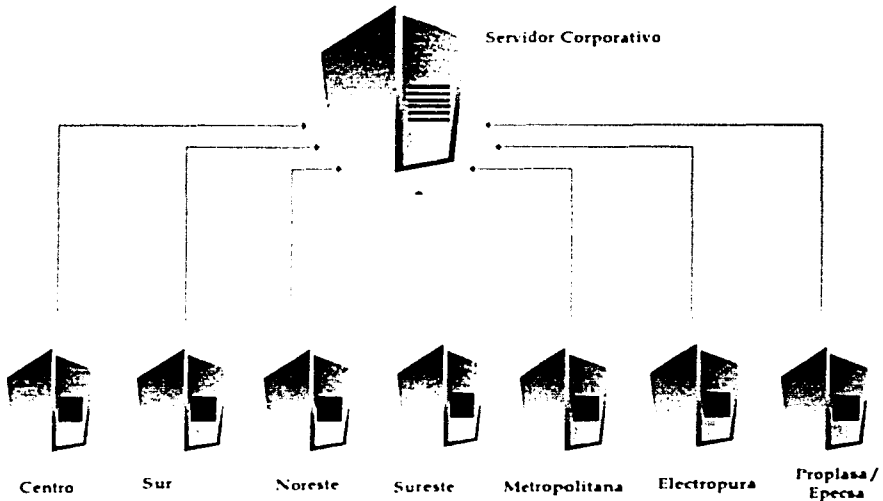 Servidor Corporativo
Centro
Sur
Noreste
Sureste
Metropolitana
Electropura
Proplasa/
Epecsa